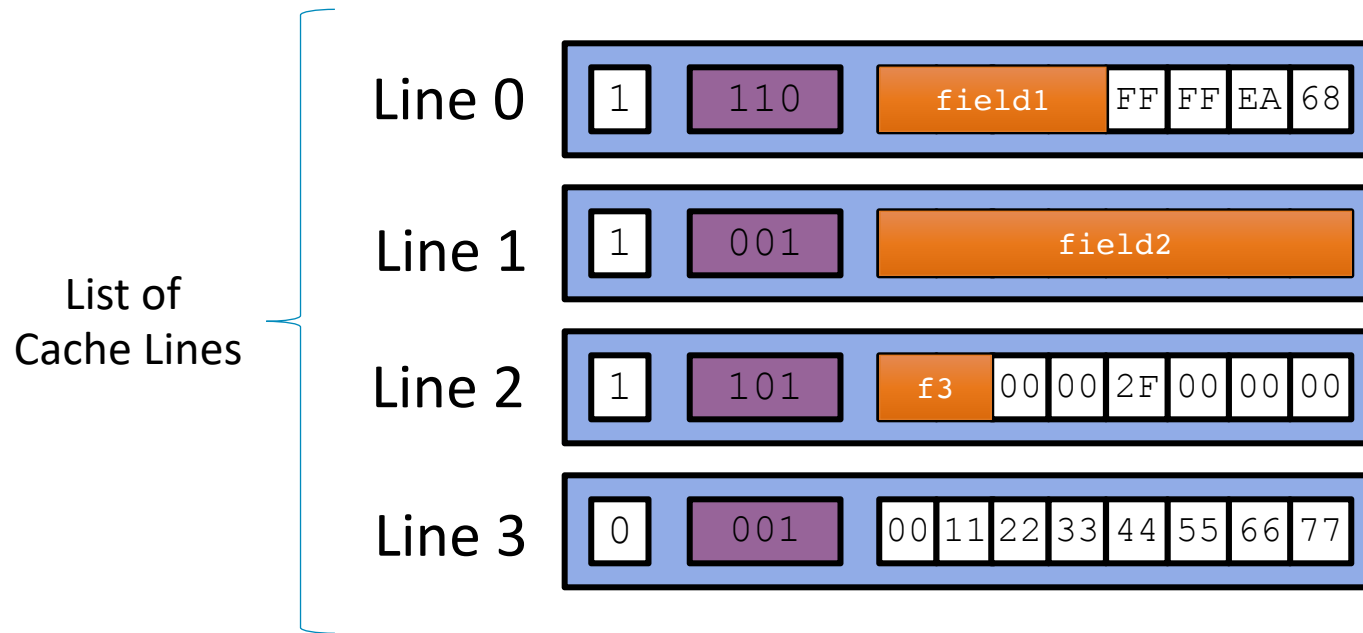 Line 0 1 110 field1 FF FF EA 68
Line 1 1 001 field2
List of
Cache Lines
Line 2 1 101 f3 00 00 2F 00 00 00
Line 3 0 001 00 11 22 33 44 55 66 77